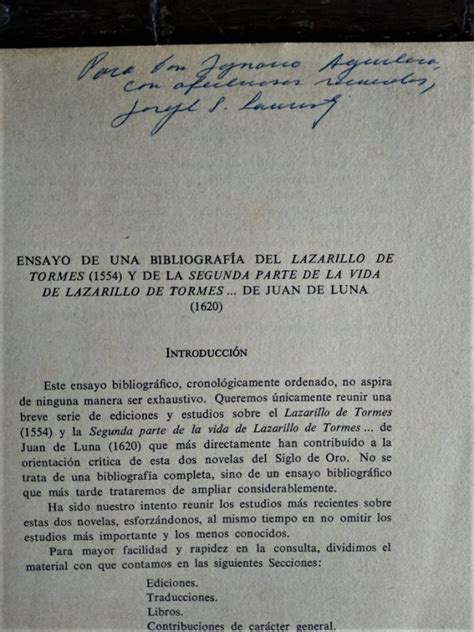 Para Don Ignacio Aguilera,
con afectuosos recuerdos,
ENSAYO DE UNA BIBLIOGRAFÍA DEL LAZARILLO DE
TORMES (1554) Y DE LA SEGUNDA PARTE DE LA VIDA
DE LAZARILLO DE TORMES ... DE JUAN DE LUNA
(1620)
INTRODUCCIÓN
Este ensayo bibliográfico, cronológicamente ordenado, no aspira
de ninguna manera ser exhaustivo. Queremos únicamente reunir una
breve serie de ediciones y estudios sobre el Lazarillo de Tormes
(1554) y la Segunda parte de la vida de Lazarillo de Tormes ... de
Juan de Luna (1620) que más directamente han contribuído a la
orientación crítica de esta dos novelas del Siglo de Oro. No se
trata de una bibliografía completa, sino de un ensayo bibliográfico
que más tarde trataremos de ampliar considerablemente.
Ha sido nuestro intento reunir los estudios más recientes sobre
estas dos novelas, esforzándonos, al mismo tiempo en no omitir los
estudios más importante y los menos conocidos.
Para mayor facilidad y rapidez en la consulta, dividimos el
material con que contamos en las siguientes Secciones:
Ediciones.
Traducciones.
Libros.
Contribuciones de carácter general.